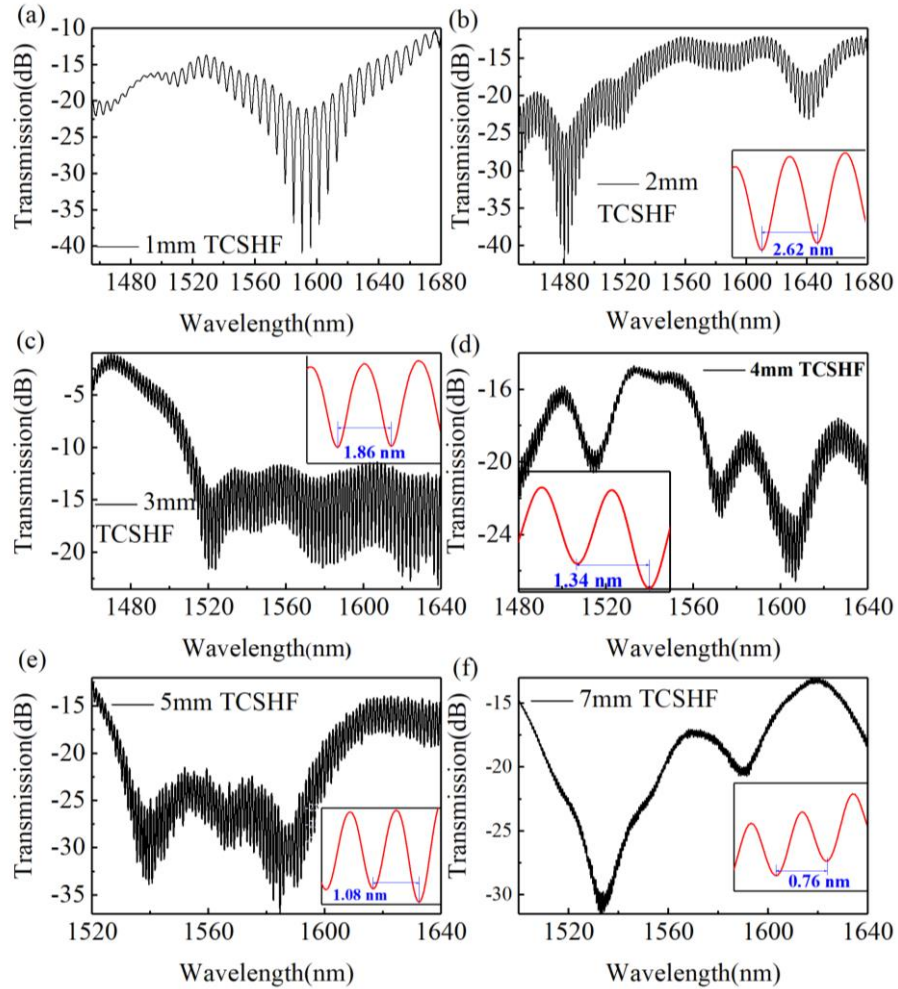 (a)
Transmission(dB)
-10
-15
-20
-25
-30
-35
-40
1mm TCSHF
1480 1520 1560 1600 1640 1680
Wavelength(nm)
(b)
Transmission(dB)
-15
-20
-25
-30
-35
-40
2mm
TCSHF
2.62 nm
1480 1520 1560 1600 1640 1680
Wavelength(nm)
(c)
Transmission(dB)
-5
-10
-15
-20
3mm
TCSHF
1.86 nm
1480 1520 1560 1600 1640
Wavelength(nm)
(d)
Transmission(dB)
-16
-20
-24
4mm TCSHF
1.34 nm
1480 1520 1560 1600 1640
Wavelength(nm)
(e)
Transmission(dB)
-15
-20
-25
-30
-35
5mm TCSHF
1.08 nm
1520 1560 1600 1640
Wavelength(nm)
(f)
Transmission(dB)
-15
-20
-25
-30
7mm TCSHF
0.76 nm
1520 1560 1600 1640
Wavelength(nm)